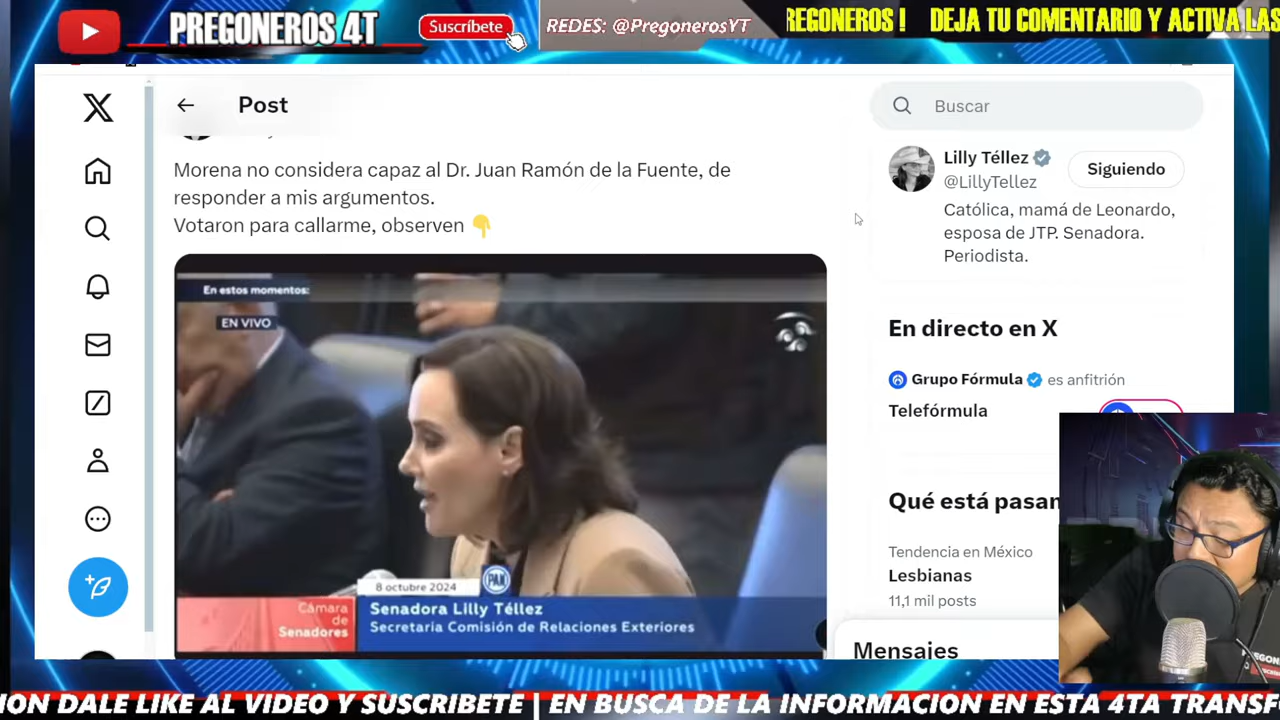 PREGONEROS 4T
Suscríbete
REDES: @PregonerosYT
REGONEROS ! DEJA TU COMENTARIO Y ACTIVA LAS
Post
Buscar
Morena no considera capaz al Dr. Juan Ramón de la Fuente, de
responder a mis argumentos.
Votaron para callarme, observen 👇
En estos momentos:
EN VIVO
8 octubre 2024
PAN
Cámara
de
Senadores
Senadora Lilly Téllez
Secretaria Comisión de Relaciones Exteriores
Lilly Téllez
@LillyTellez
Siguiendo
Católica, mamá de Leonardo,
esposa de JTP. Senadora.
Periodista.
En directo en X
Grupo Fórmula es anfitrión
Telefórmula
Qué está pasan
Tendencia en México
Lesbianas
11,1 mil posts
Mensajes
ION DALE LIKE AL VIDEO Y SUSCRIBETE | EN BUSCA DE LA INFORMACION EN ESTA 4TA TRANSF